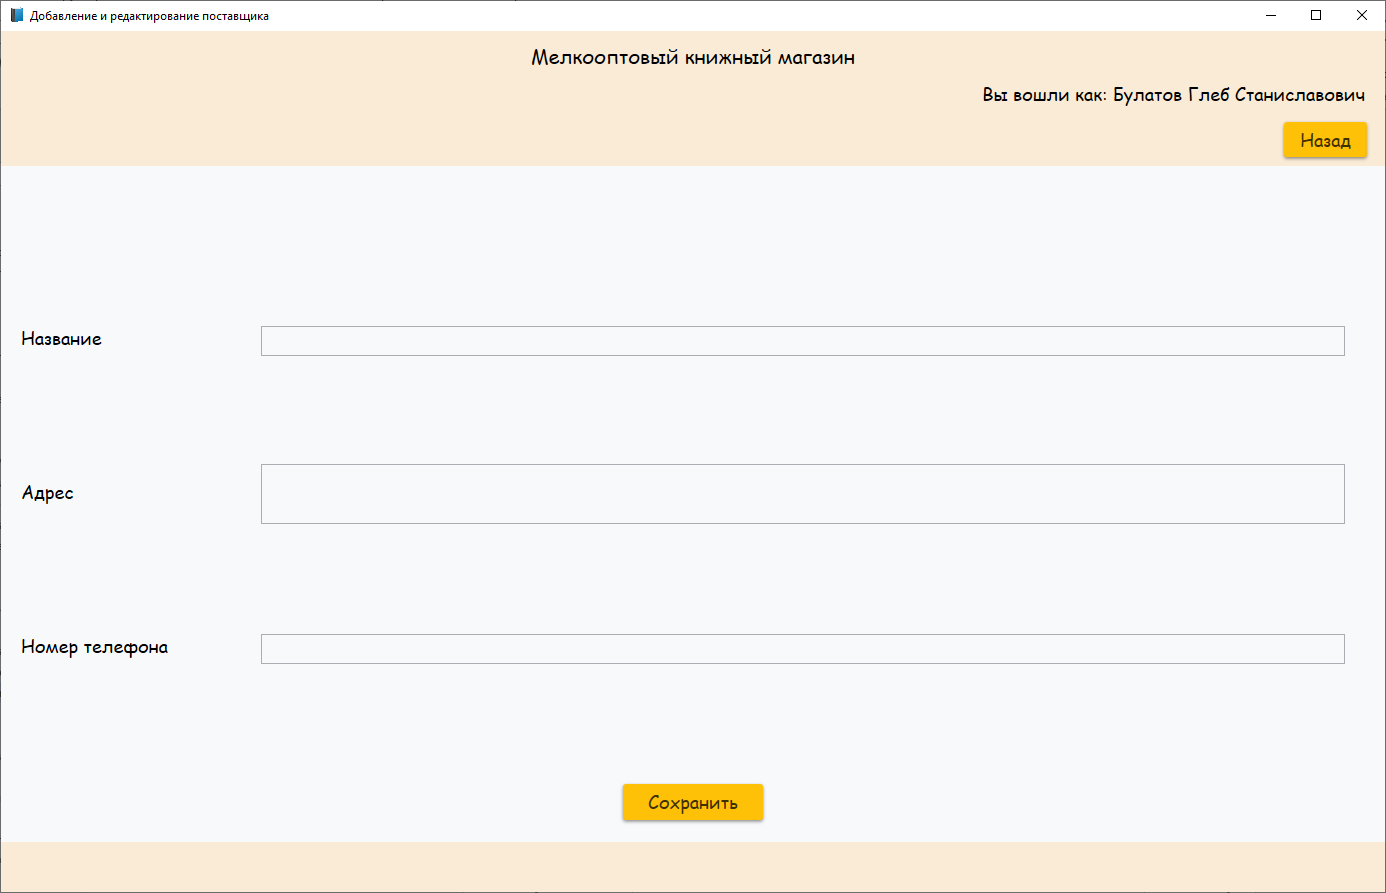 Добавление и редактирование поставщика
Мелкооптовый книжный магазин
Вы вошли как: Булатов Глеб Станиславович
Назад
Название
Адрес
Номер телефона
Сохранить